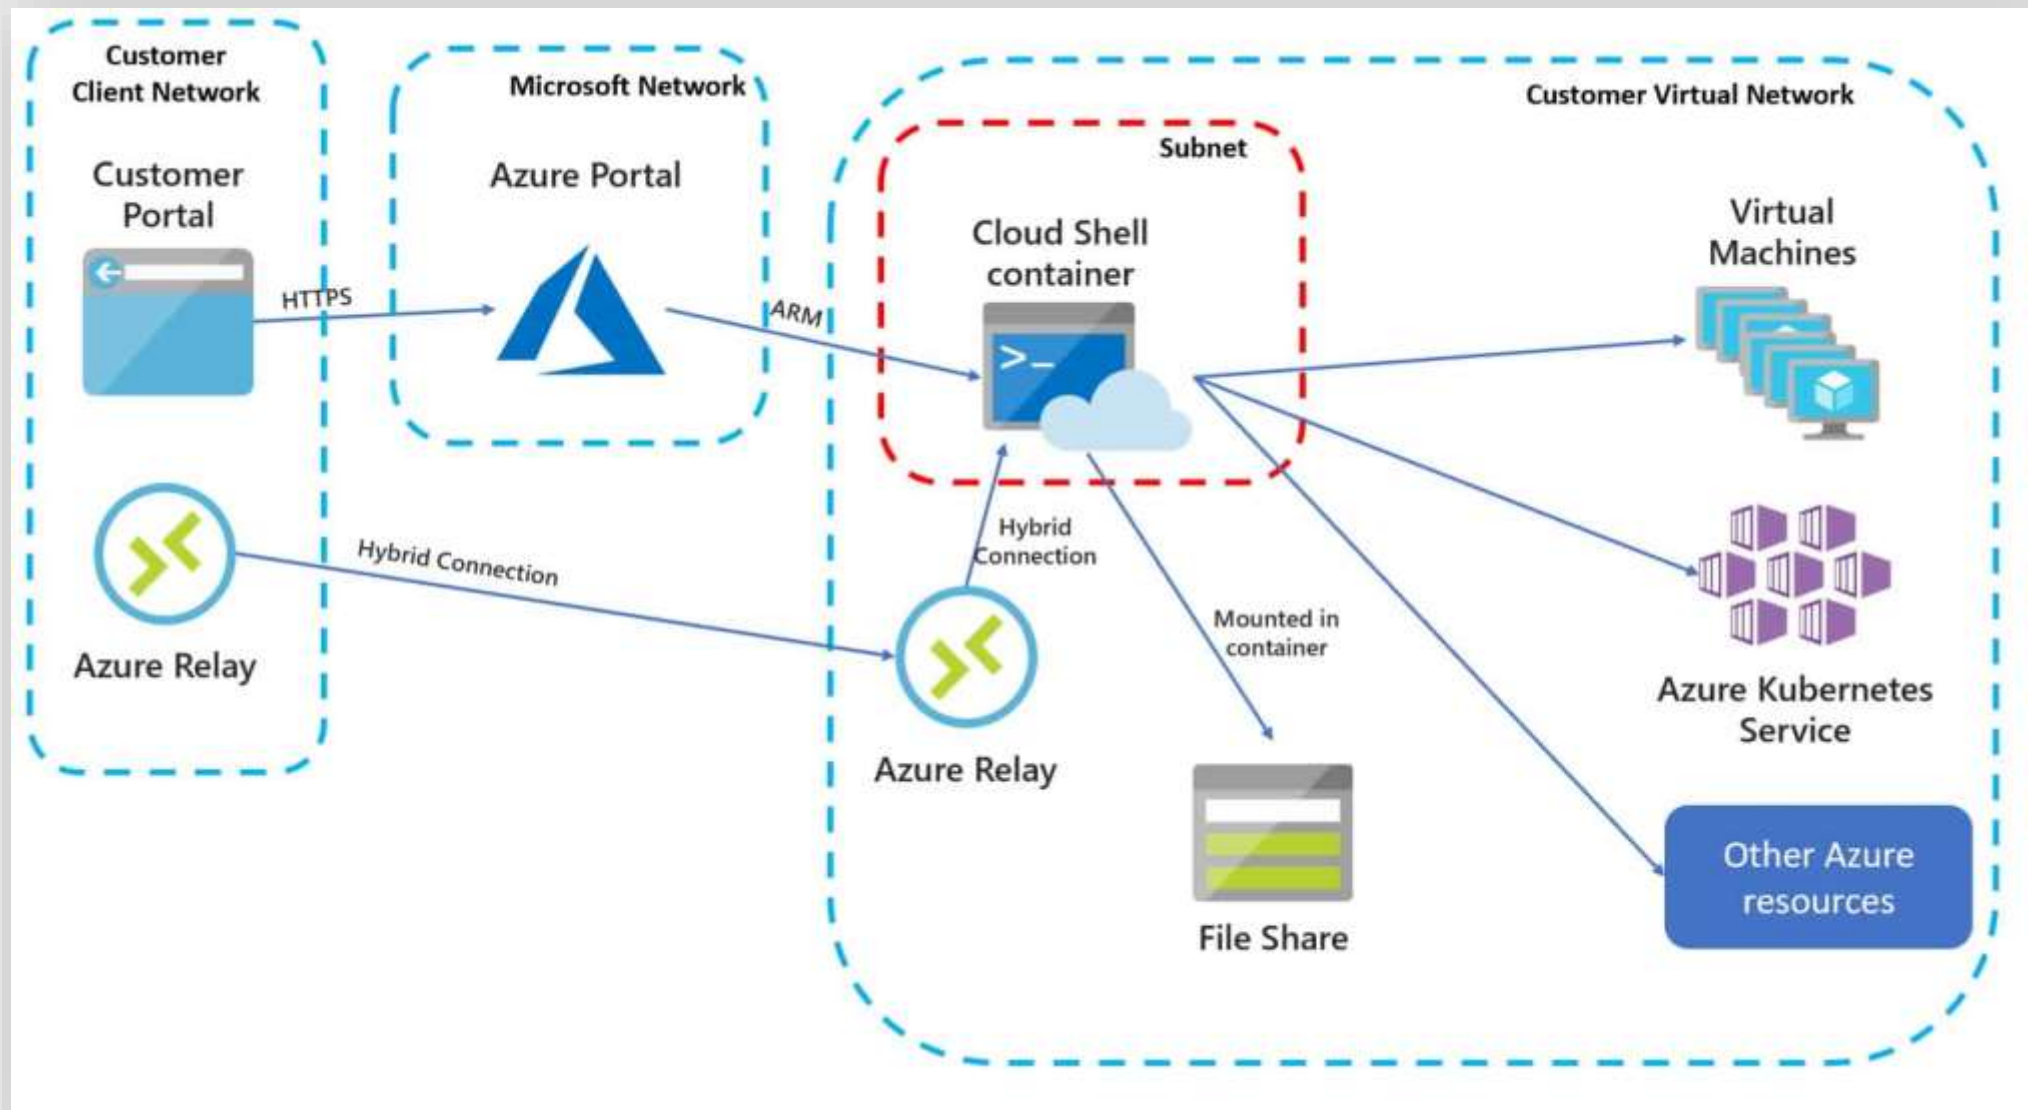 Customer
Client Network
Customer
Portal
HTTPS
Azure Relay
Hybrid Connection
Microsoft Network
Azure Portal
ARM
Customer Virtual Network
Subnet
Cloud Shell
container
>_
Hybrid
Connection
Azure Relay
Mounted in
container
File Share
Virtual
Machines
Azure Kubernetes
Service
Other Azure
resources